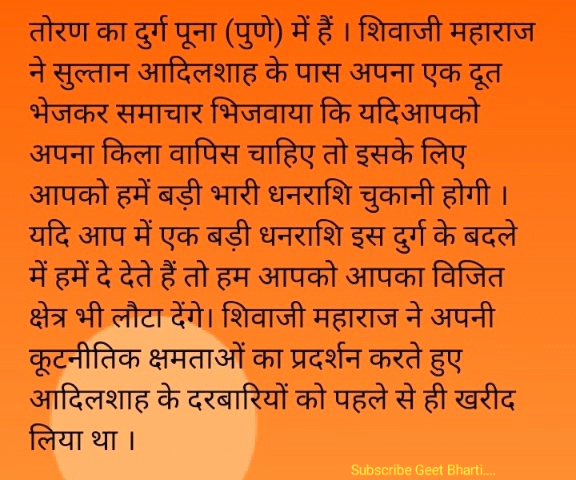 तोरण का दुर्ग पूना (पुणे) में हैं । शिवाजी महाराज
ने सुल्तान आदिलशाह के पास अपना एक दूत
भेजकर समाचार भिजवाया कि यदिआपको
अपना किला वापिस चाहिए तो इसके लिए
आपको हमें बड़ी भारी धनराशि चुकानी होगी ।
यदि आप में एक बड़ी धनराशि इस दुर्ग के बदले
में हमें दे देते हैं तो हम आपको आपका विजित
क्षेत्र भी लौटा देंगे। शिवाजी महाराज ने अपनी
कूटनीतिक क्षमताओं का प्रदर्शन करते हुए
आदिलशाह के दरबारियों को पहले से ही खरीद
लिया था ।
Subscribe Geet Bharti....